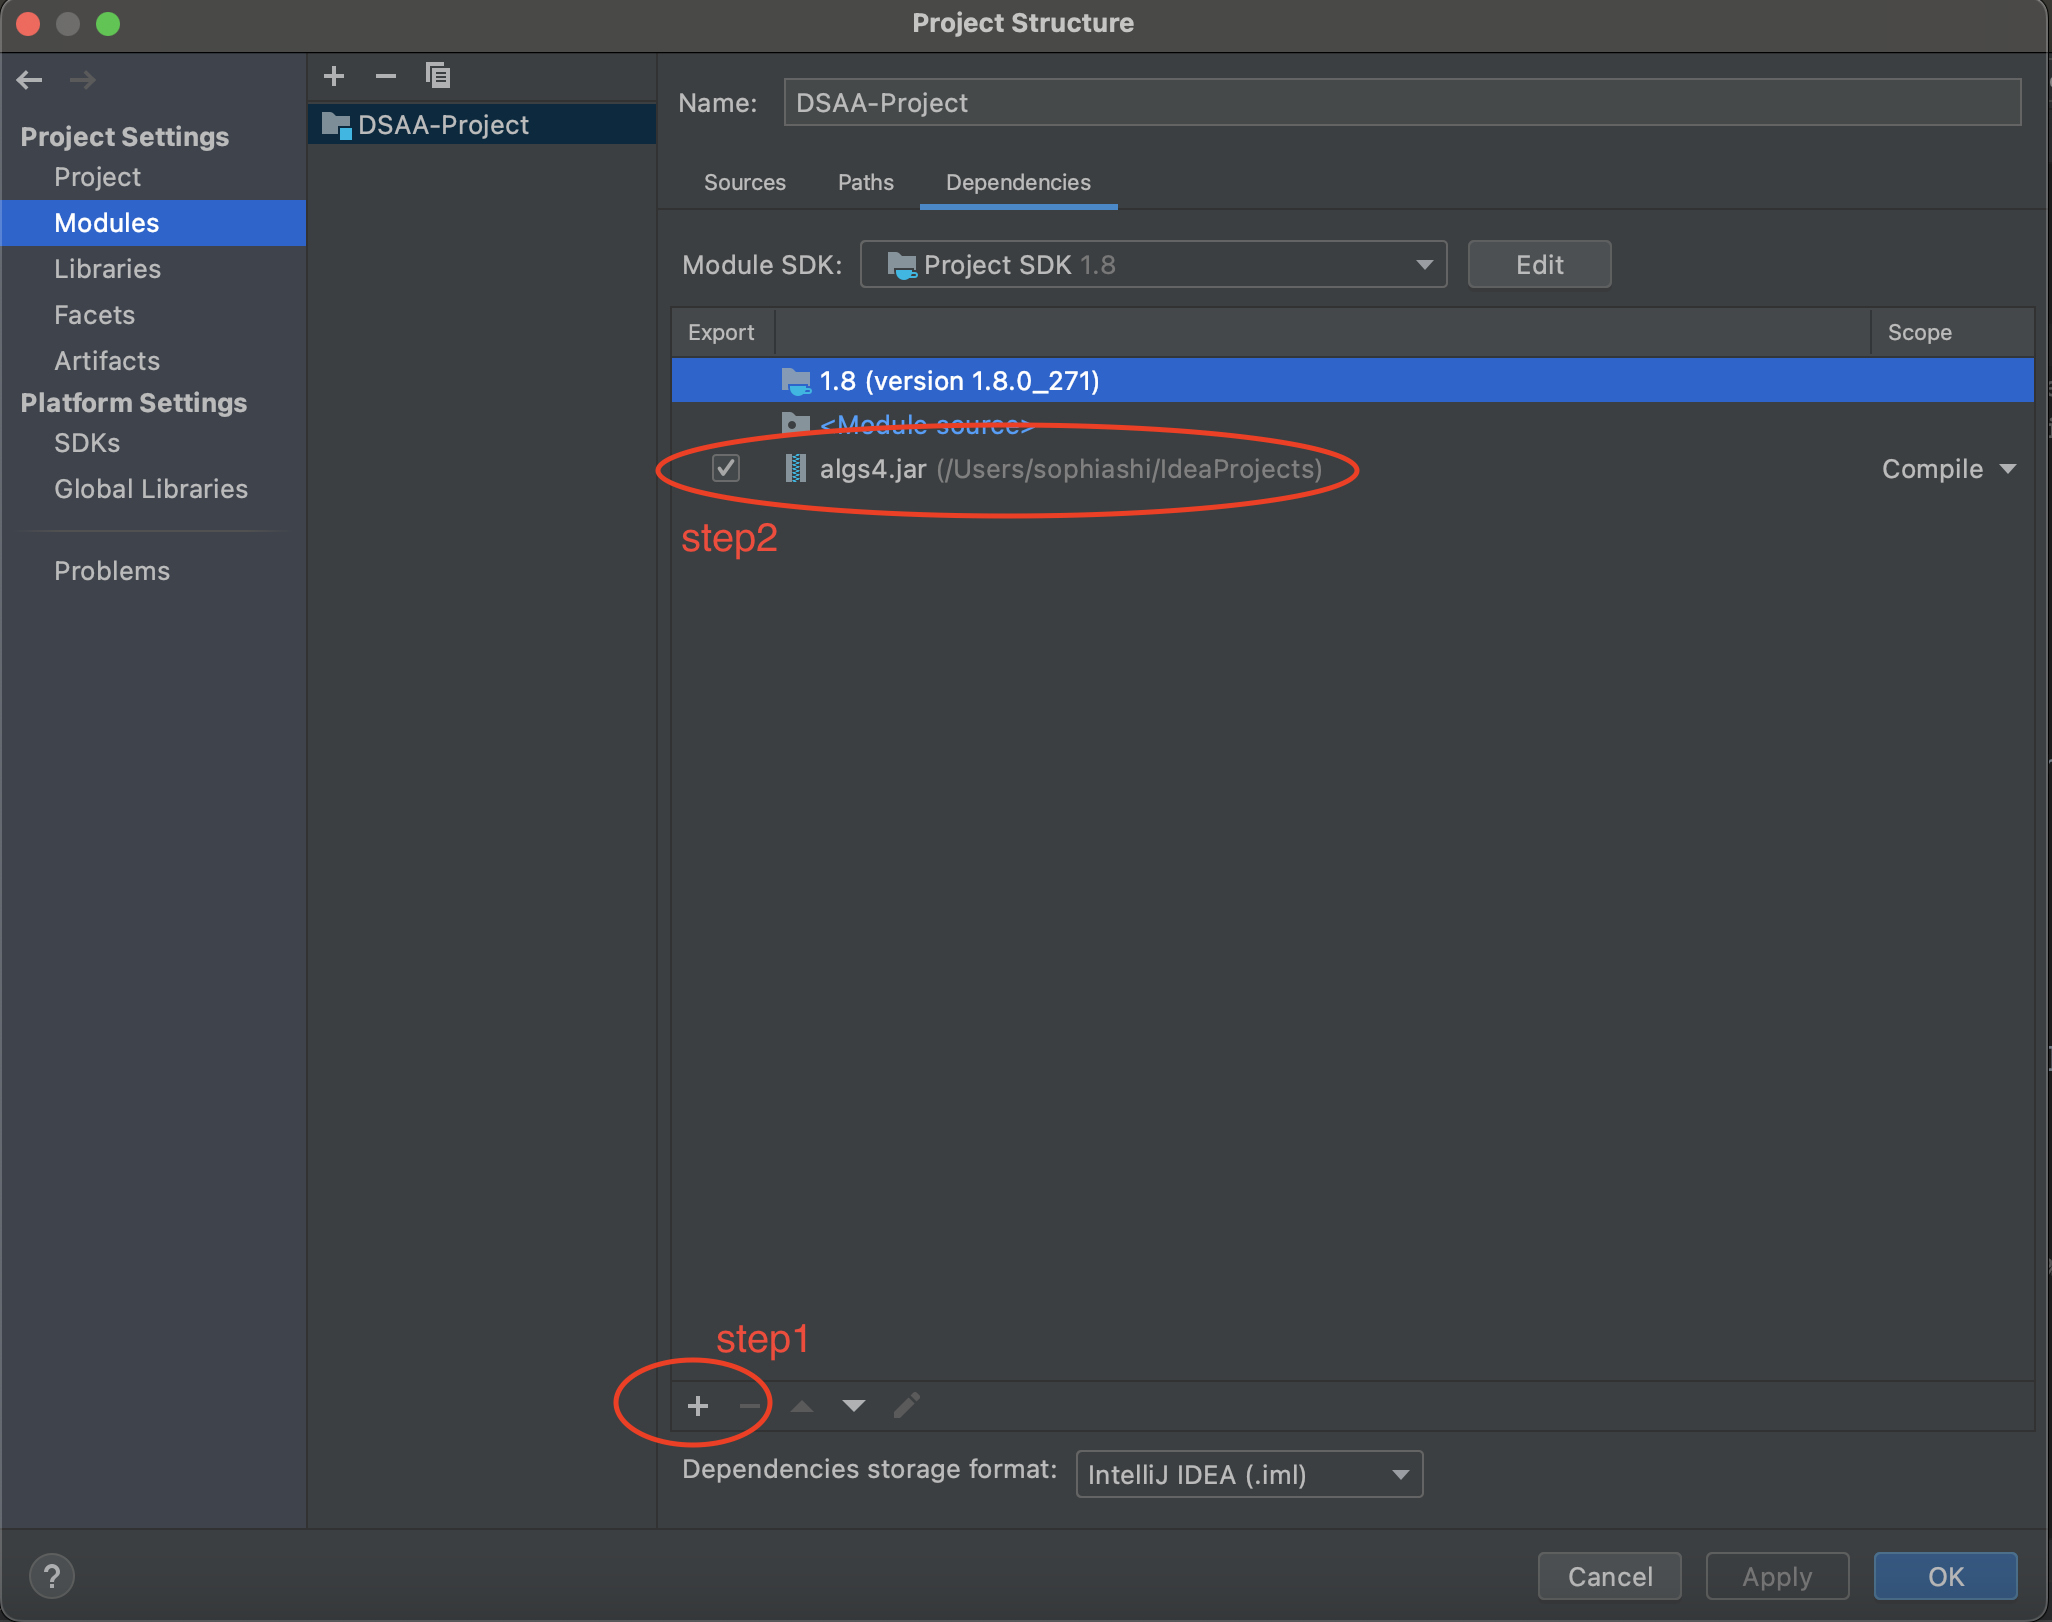 Project Structure
Project Settings
Project
Modules
Libraries
Facets
Artifacts
Platform Settings
SDKs
Global Libraries
Problems
DSAA-Project
Name: DSAA-Project
Sources Paths Dependencies
Module SDK: Project SDK 1.8 Edit
Export Scope
1.8 (version 1.8.0_271)
<Module source>
algs4.jar (/Users/sophiashi/IdeaProjects) Compile
step2
step1
Dependencies storage format: IntelliJ IDEA (.iml)
? Cancel Apply OK